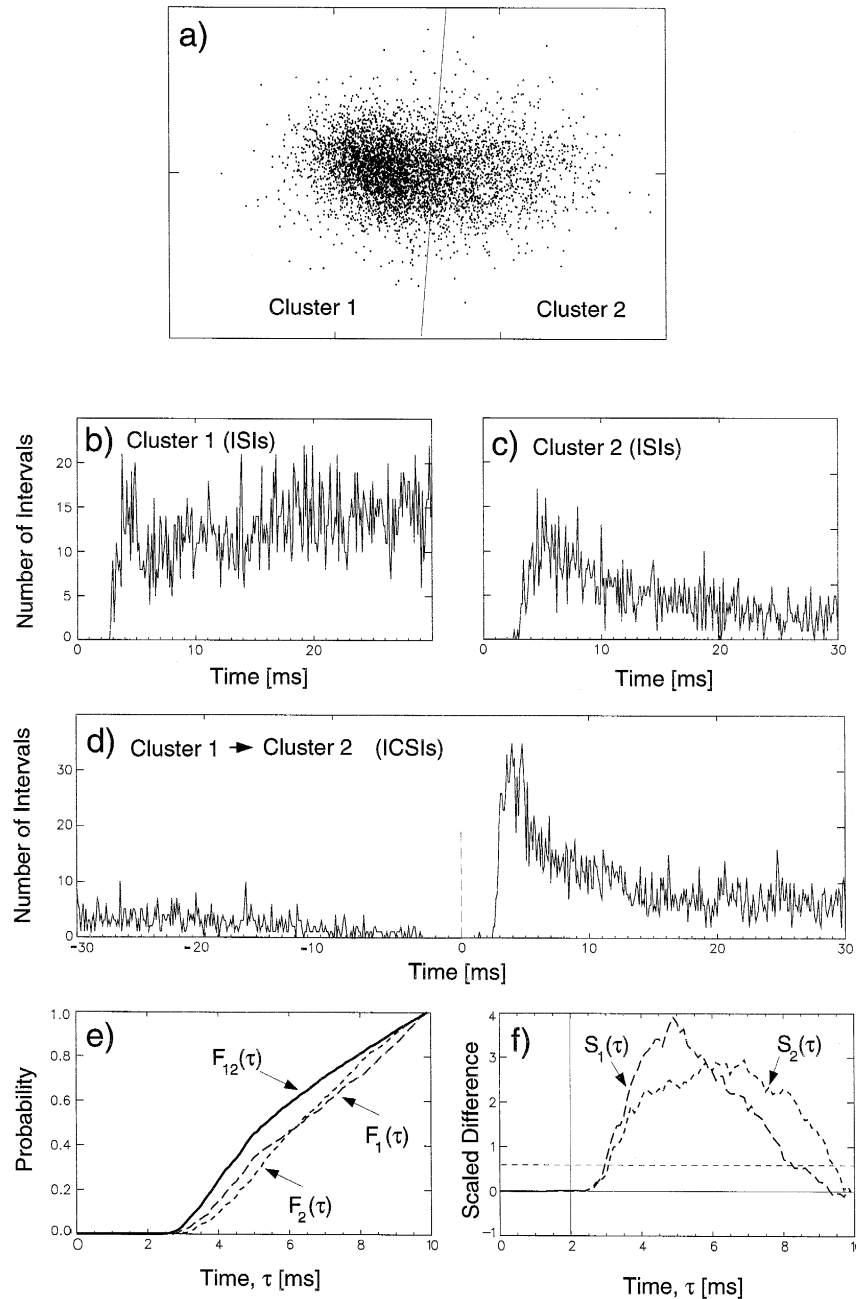 a)
Cluster 1
Cluster 2
b) Cluster 1 (ISIs)
Number of Intervals
20
15
10
5
0
0
10
20
Time [ms]
c) Cluster 2 (ISIs)
0
10
20
30
Time [ms]
d) Cluster 1 → Cluster 2 (ICSIs)
Number of Intervals
30
20
10
0
-30
-20
-10
0
10
20
30
Time [ms]
e)
Probability
1.0
0.8
0.6
0.4
0.2
0.0
F12(τ)
F1(τ)
F2(τ)
0
2
4
6
8
10
Time, τ [ms]
f)
Scaled Difference
4
3
2
1
0
-1
S1(τ)
S2(τ)
0
2
4
6
8
10
Time, τ [ms]